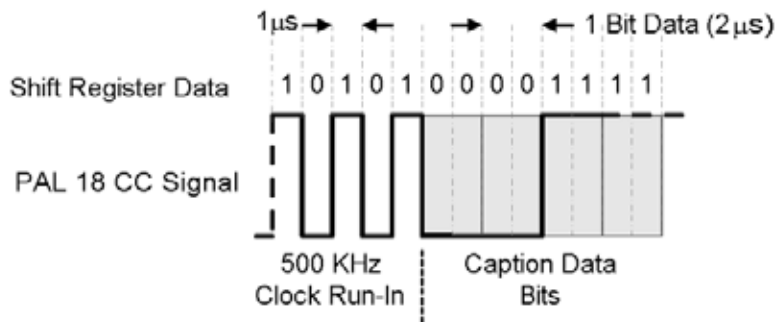 1μs 1 Bit Data (2μs)
Shift Register Data 1 0 1 0 1 0 0 0 0 1 1 1 1
PAL 18 CC Signal
500 KHz
Clock Run-In
Caption Data
Bits